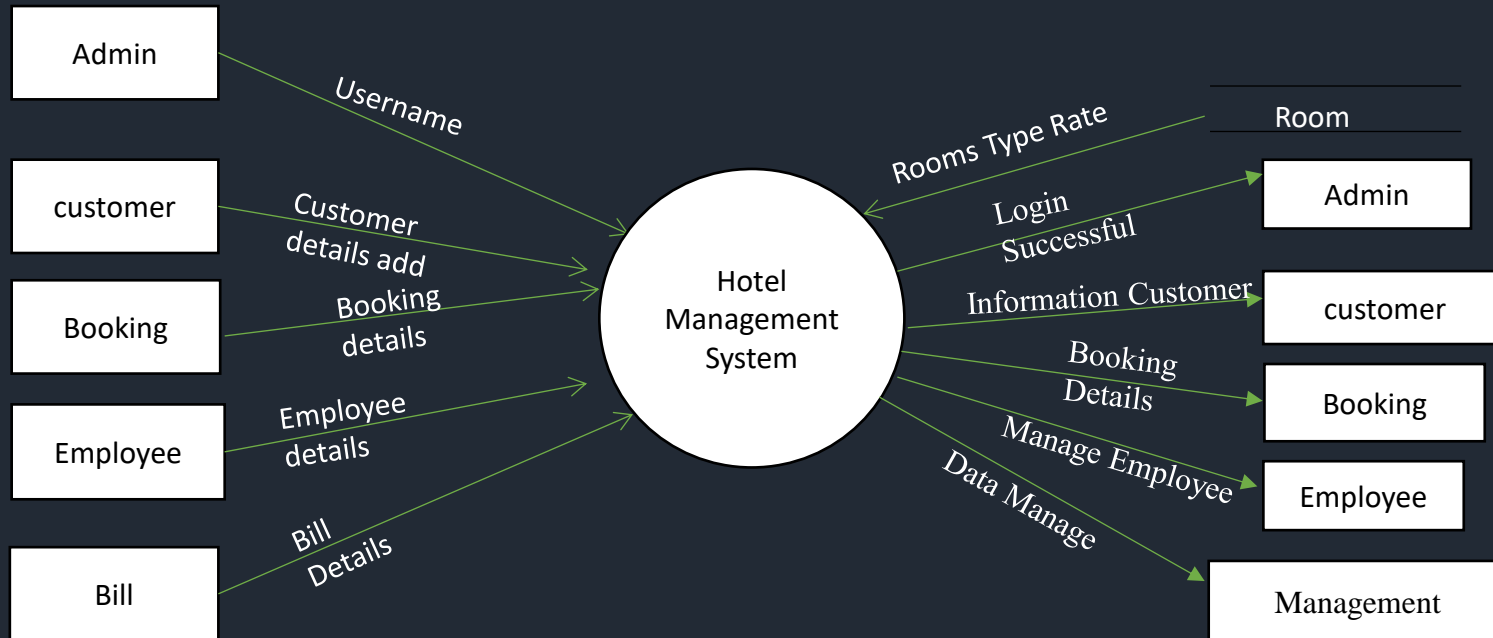 Admin
Username
customer
Customer
details add
Booking
Booking
details
Employee
Employee
details
Bill
Bill
Details
Hotel
Management
System
Rooms Type Rate
Room
Login
Successful
Admin
Information Customer
customer
Booking
Details
Booking
Manage Employee
Employee
Data Manage
Management